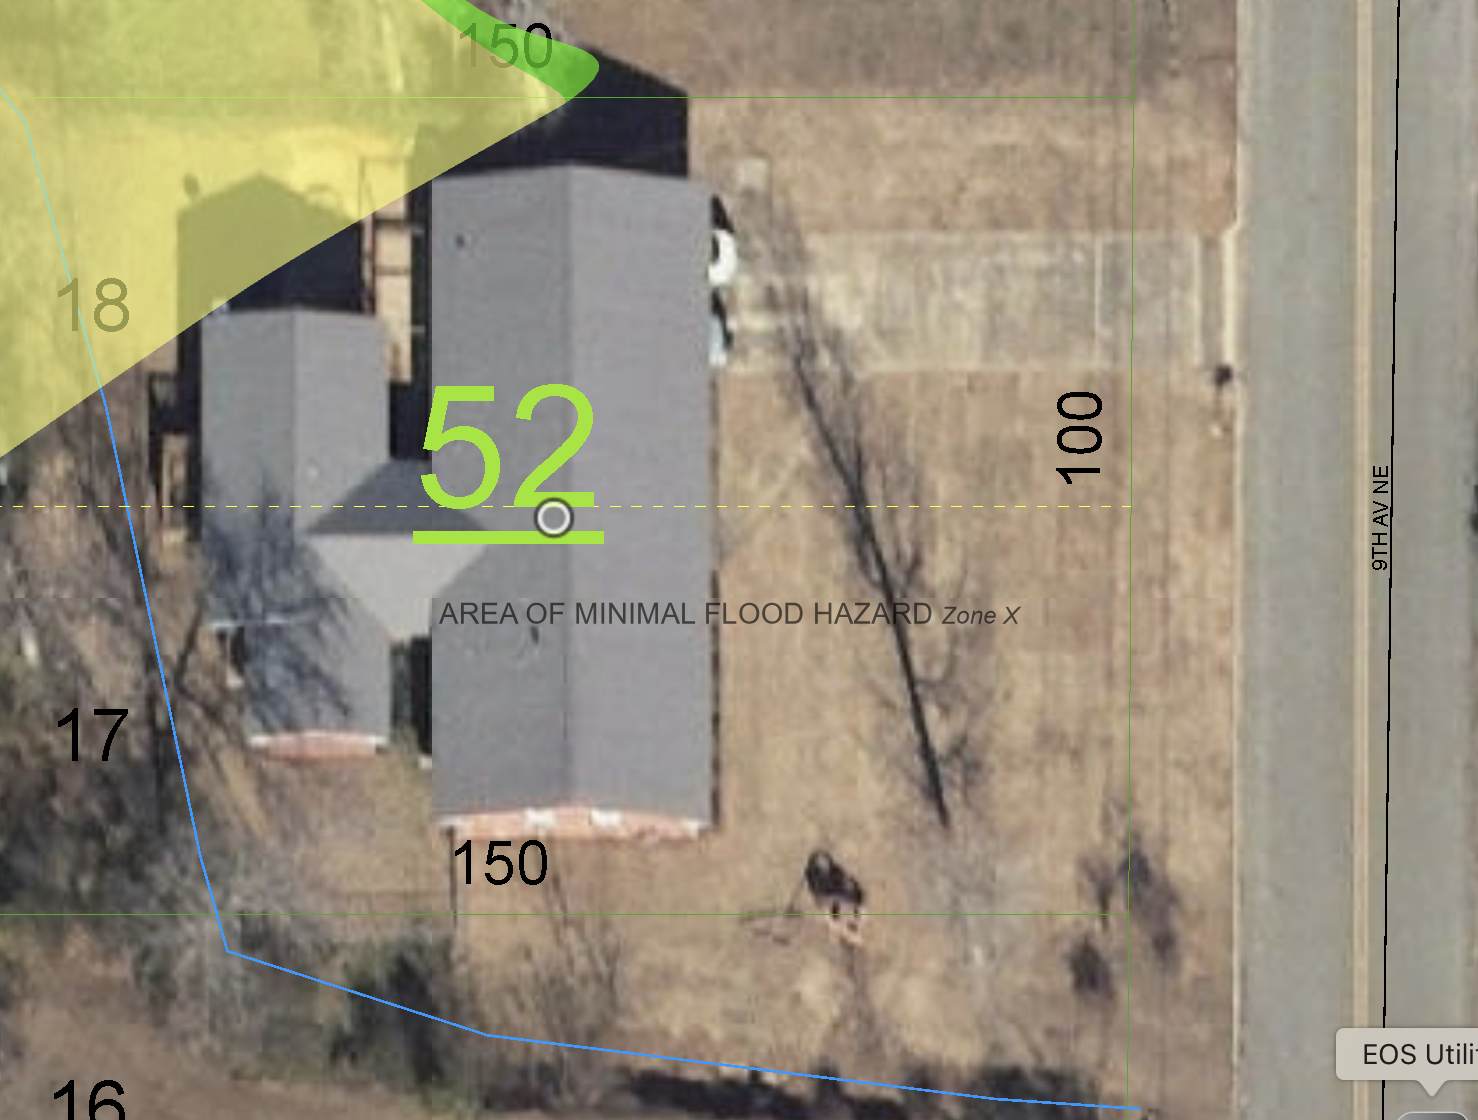 150
18
52
100
9TH AV NE
AREA OF MINIMAL FLOOD HAZARD Zone X
17
150
EOS Utili
16